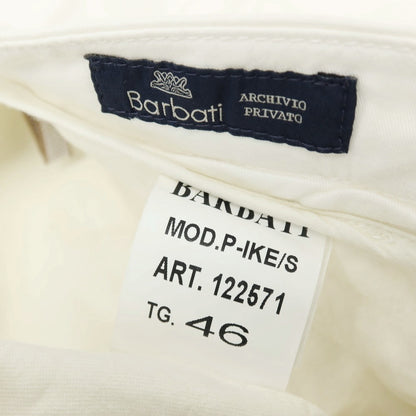 Barbati
ARCHIVIO
PRIVATO
BARBATI
MOD.P-IKE/S
ART. 122571
TG. 46